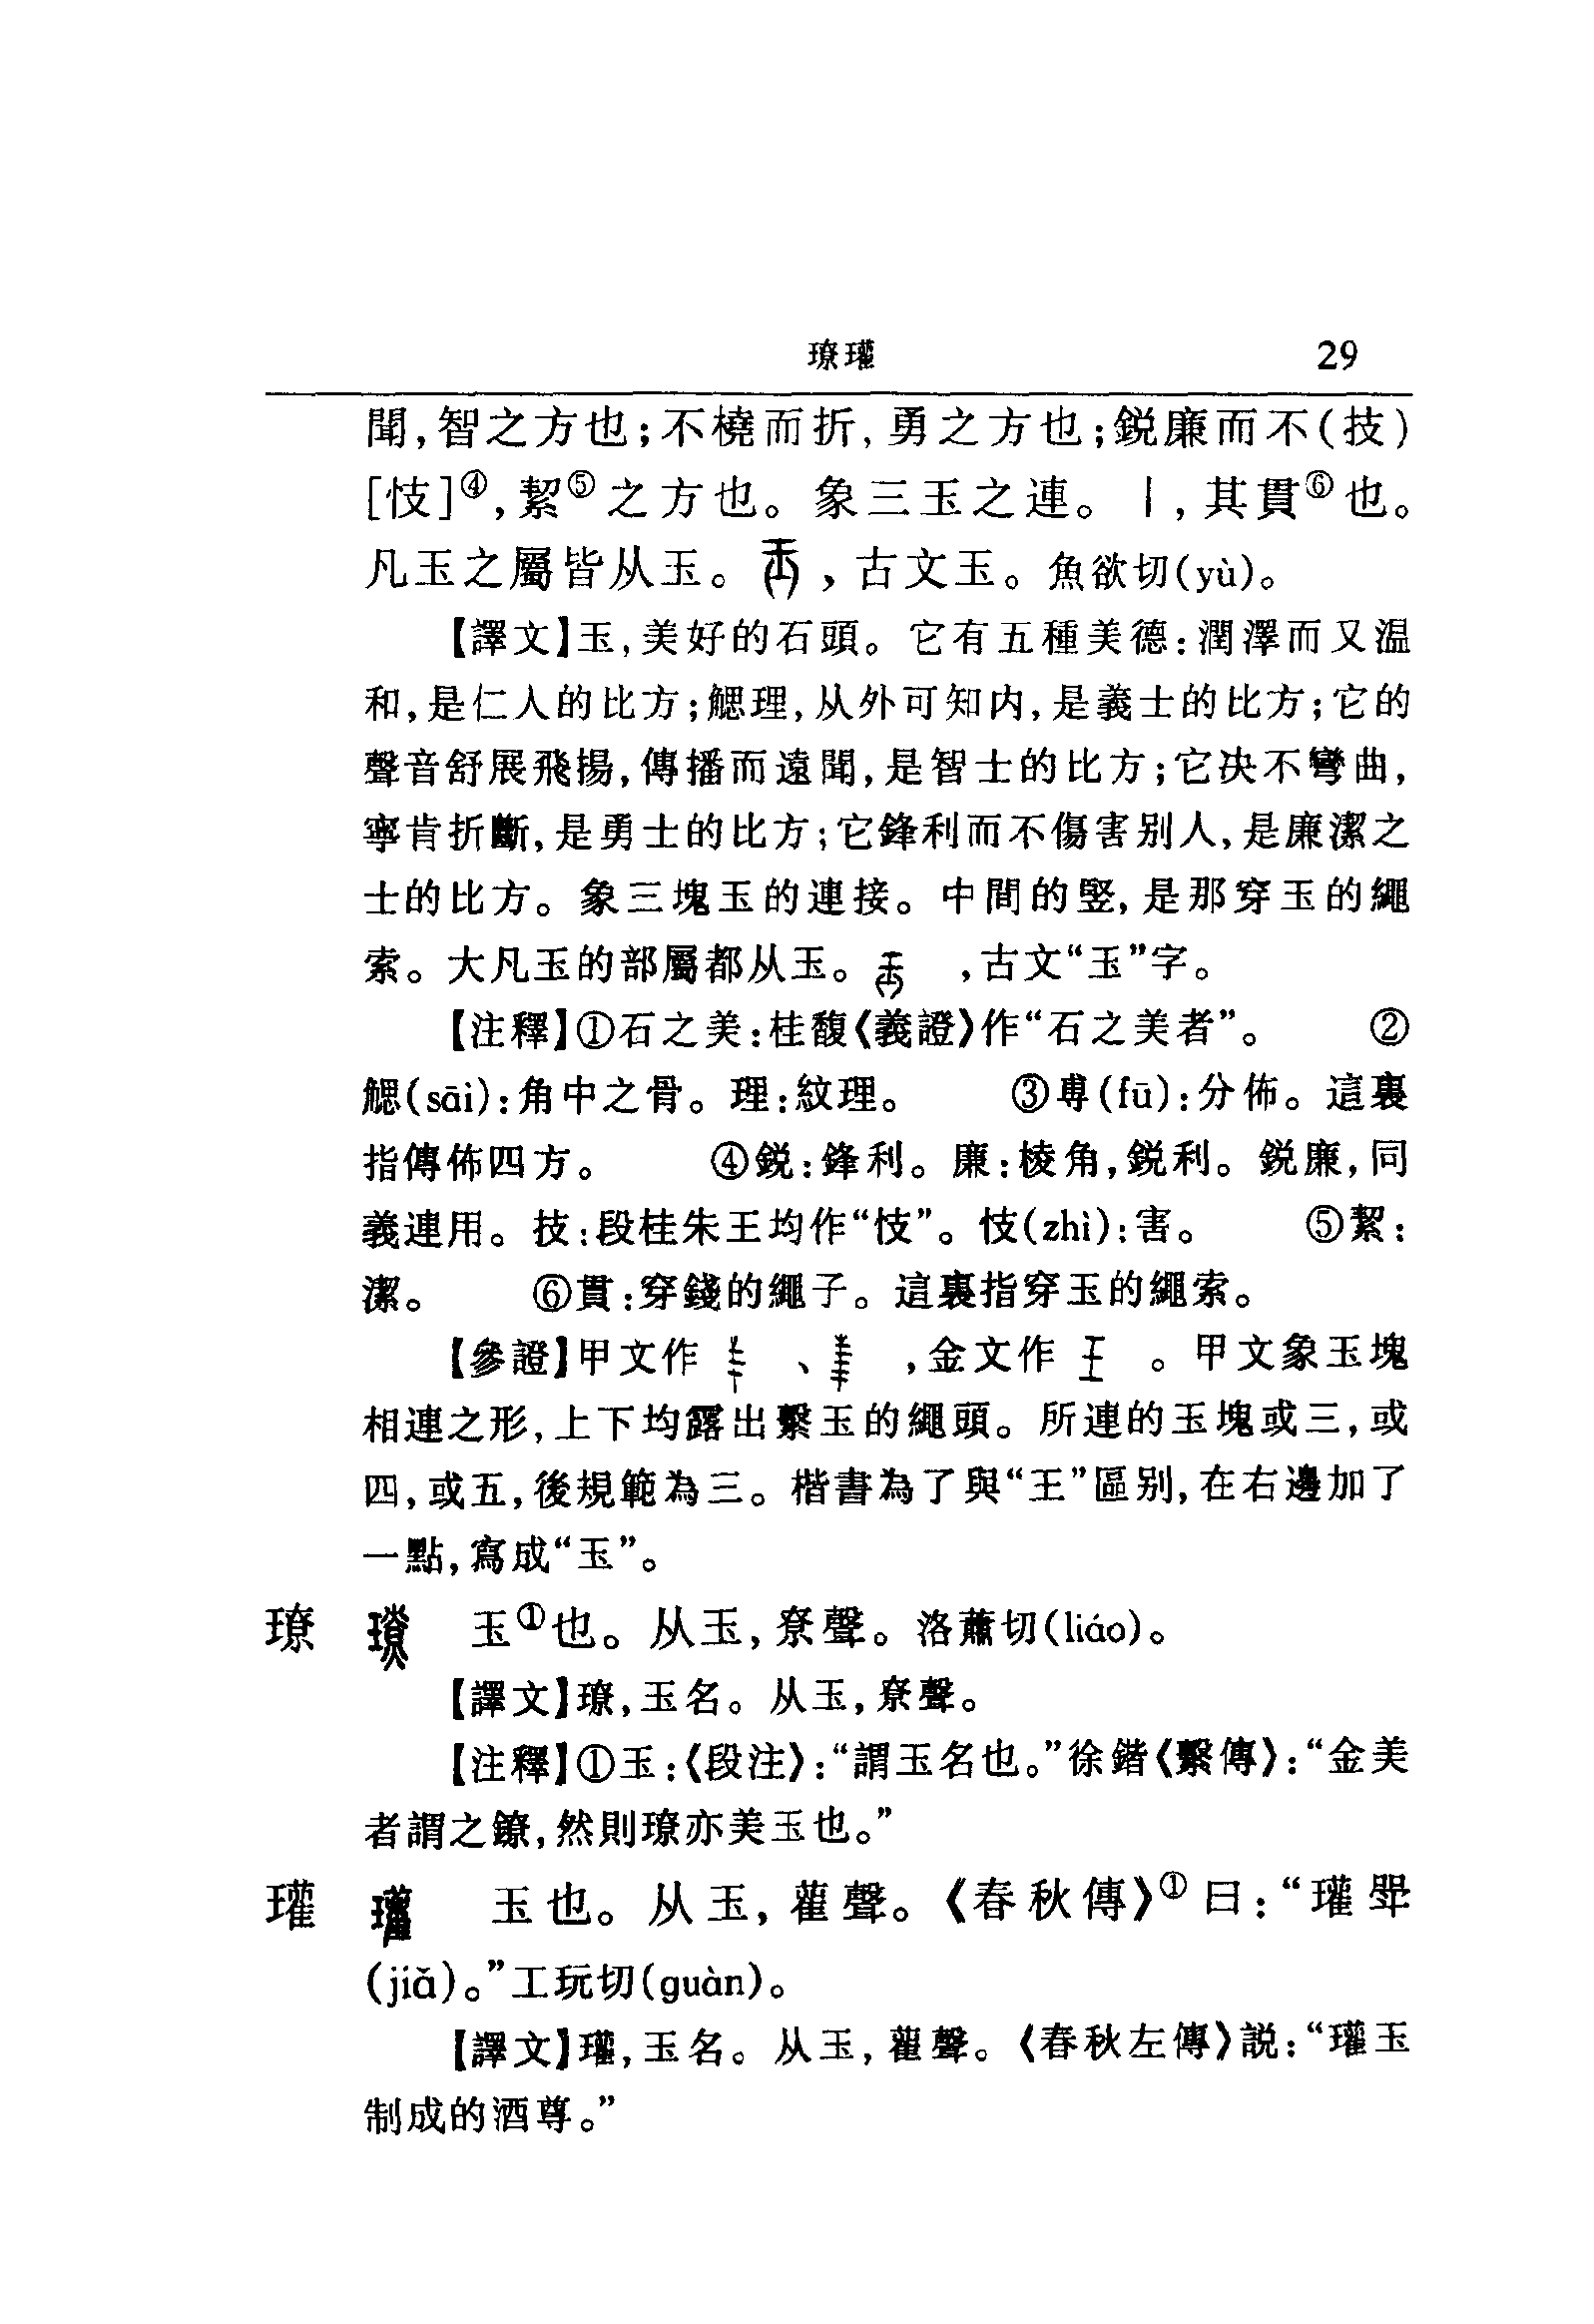 璙瓘 29
聞,智之方也;不橈而折,勇之方也;鋭廉而不(技)
[忮]④,絜⑤之方也。象三玉之連。丨,其貫⑥也。
凡玉之屬皆从玉。,古文玉。魚欲切(yù)。
【譯文】玉,美好的石頭。它有五種美德:潤澤而又温
和,是仁人的比方;䚡理,从外可知内,是義士的比方;它的
聲音舒展飛揚,傳播而遠聞,是智士的比方;它决不彎曲,
寧肯折斷,是勇士的比方;它鋒利而不傷害别人,是廉潔之
士的比方。象三塊玉的連接。中間的竪,是那穿玉的繩
索。大凡玉的部屬都从玉。,古文“玉”字。
【注釋】①石之美:桂馥《義證》作“石之美者”。 ②
䚡(sāi):角中之骨。理:紋理。 ③尃(fū):分佈。這裏
指傳佈四方。 ④鋭:鋒利。廉:棱角,鋭利。鋭廉,同
義連用。技:段桂朱王均作“忮”。忮(zhì):害。 ⑤絜:
潔。 ⑥貫:穿錢的繩子。這裏指穿玉的繩索。
【參證】甲文作 、 ,金文作 。甲文象玉塊
相連之形,上下均露出繫玉的繩頭。所連的玉塊或三,或
四,或五,後規範為三。楷書為了與“王”區别,在右邊加了
一點,寫成“玉”。
璙 玉①也。从玉,尞聲。洛蕭切(liáo)。
【譯文】璙,玉名。从玉,尞聲。
【注釋】①玉:《段注》:“謂玉名也。”徐鍇《繫傳》:“金美
者謂之鐐,然則璙亦美玉也。”
瓘 玉也。从玉,雚聲。《春秋傳》①曰:“瓘斝
(jiǎ)。”工玩切(guàn)。
【譯文】瓘,玉名。从玉,雚聲。《春秋左傳》説:“瓘玉
制成的酒尊。”